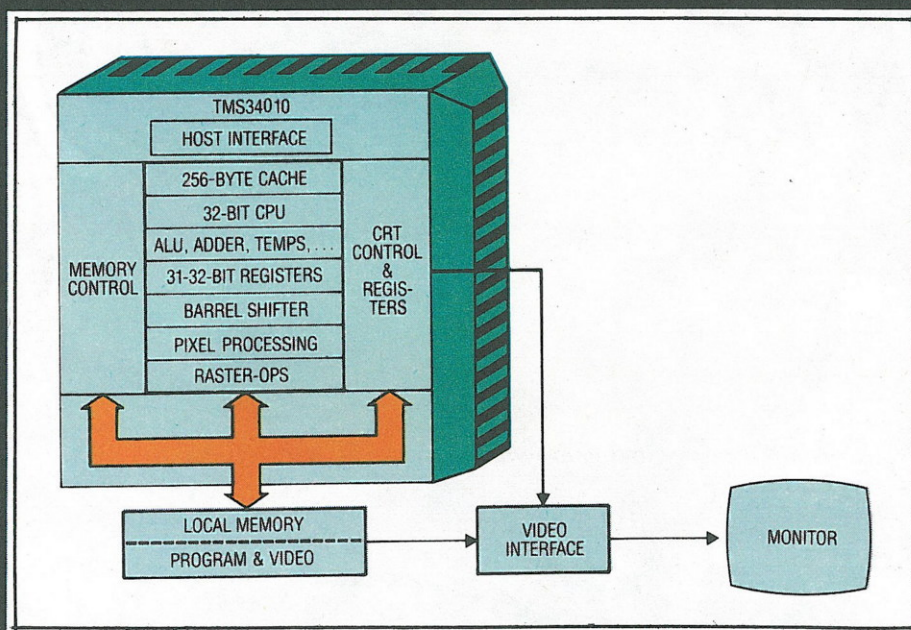 TMS34010
HOST INTERFACE
MEMORY
CONTROL
256-BYTE CACHE
32-BIT CPU
ALU, ADDER, TEMPS, ...
31-32-BIT REGISTERS
BARREL SHIFTER
PIXEL PROCESSING
RASTER-OPS
CRT
CONTROL
&
REGIS-
TERS
LOCAL MEMORY
PROGRAM & VIDEO
VIDEO
INTERFACE
MONITOR